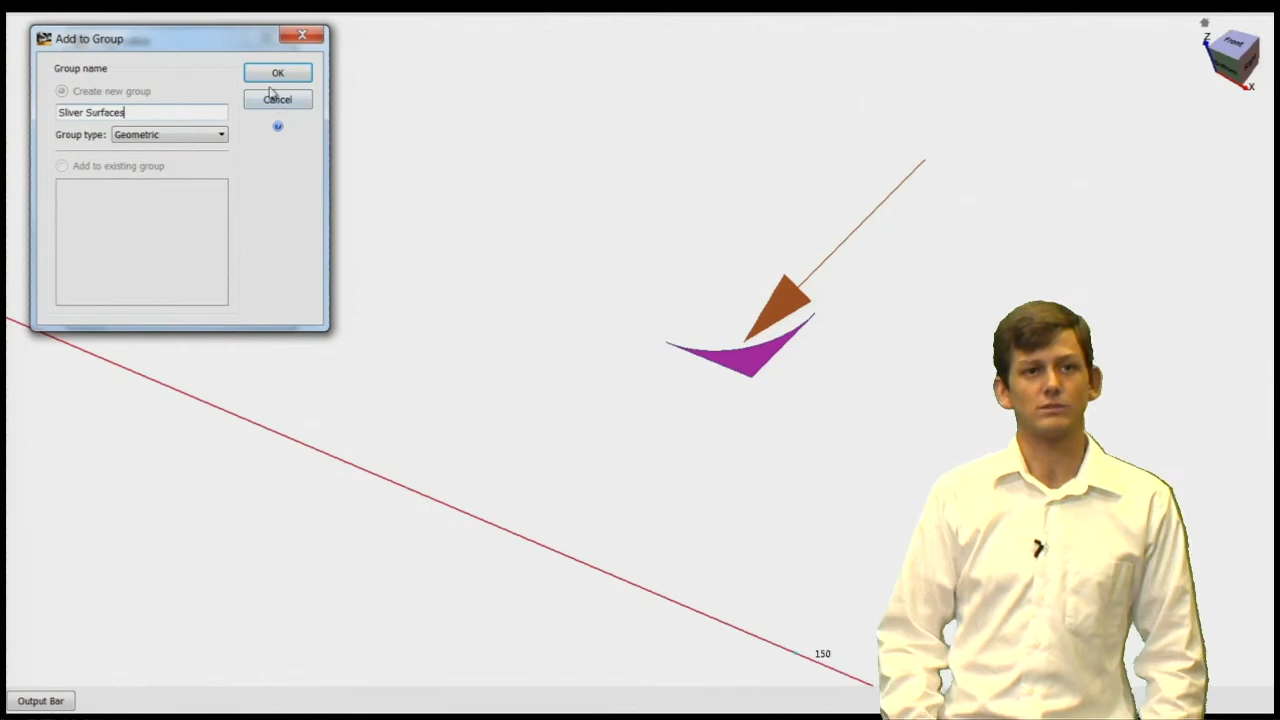 Add to Group
Group name
OK
Create new group
Cancel
Sliver Surfaces
Group type: Geometric
Add to existing group
Z
Front
X
150
Output Bar